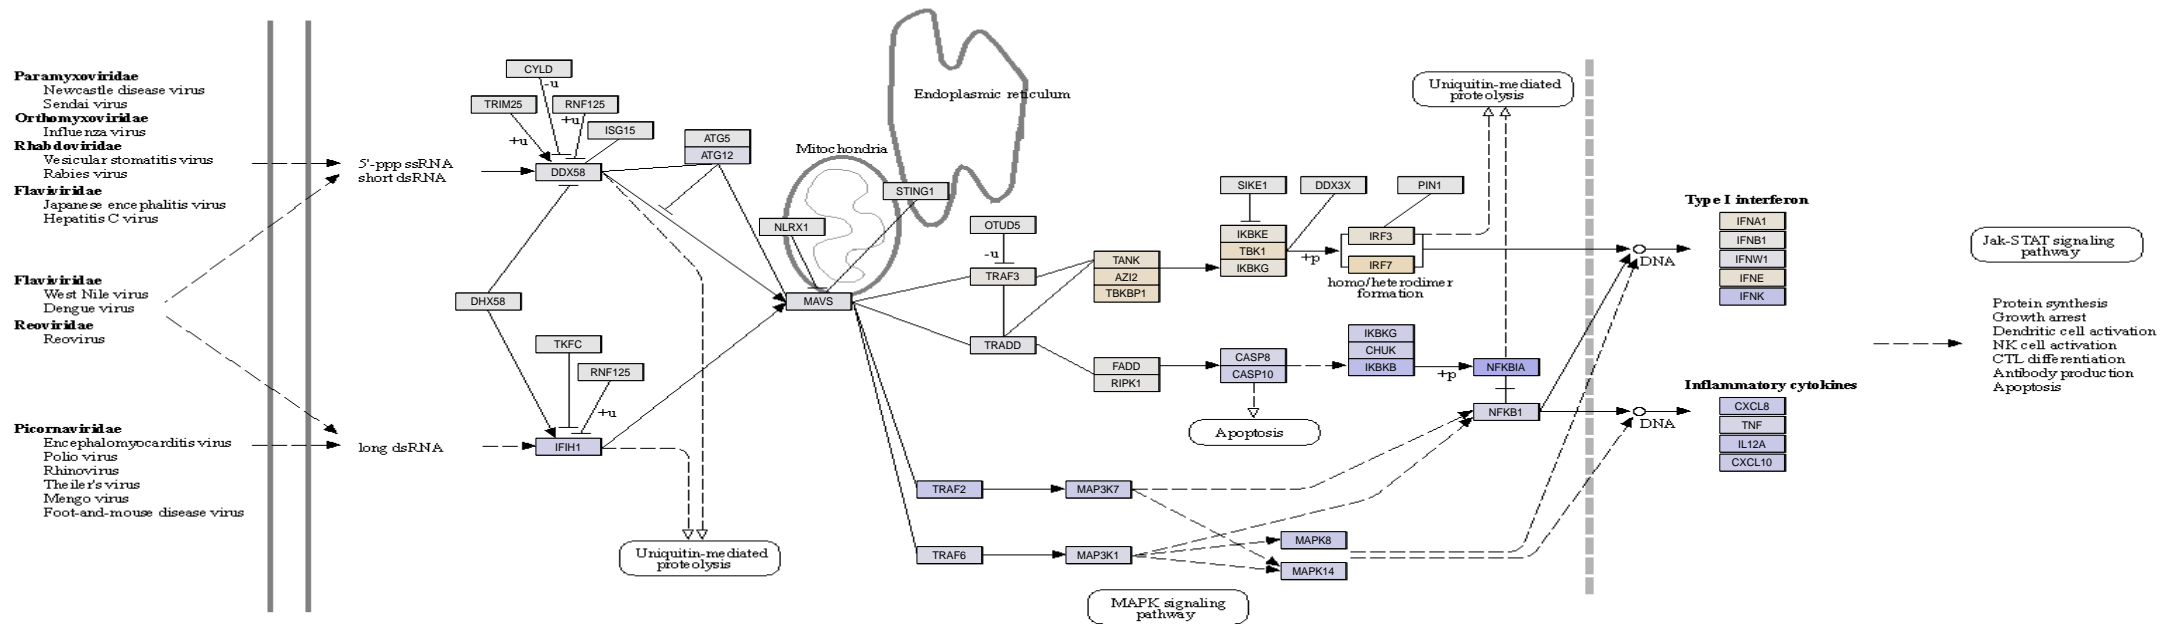 Paramyxoviridae
Newcastle disease virus
Sendai virus
Orthomyxoviridae
Influenza virus
Rhabdoviridae
Vesicular stomatitis virus
Rabies virus
Flaviviridae
Japanese encephalitis virus
Hepatitis C virus
Flaviviridae
West Nile virus
Dengue virus
Reoviridae
Reovirus
Picornaviridae
Encephalomyocarditis virus
Polio virus
Rhinovirus
Theiler's virus
Mengo virus
Foot-and-mouse disease virus
5'-ppp ssRNA
short dsRNA
long dsRNA
CYLD
-u
TRIM25
RNF125
+u
+u
ISG15
DDX58
ATG5
ATG12
DHX58
TKFC
RNF125
+u
IFIH1
Uniquitin-mediated
proteolysis
Mitochondria
Endoplasmic reticulum
STING1
NLRX1
MAVS
OTUD5
-u
TRAF3
TRADD
TANK
AZI2
TBKBP1
FADD
RIPK1
TRAF2
MAP3K7
TRAF6
MAP3K1
MAPK8
MAPK14
MAPK signaling
pathway
SIKE1
DDX3X
PIN1
IKBKE
TBK1
IKBKG
+p
IRF3
IRF7
homo/heterodimer
formation
Uniquitin-mediated
proteolysis
CASP8
CASP10
Apoptosis
IKBKG
CHUK
IKBKB
+p
NFKBIA
NFKB1
DNA
DNA
Type I interferon
IFNA1
IFNB1
IFNW1
IFNE
IFNK
Inflammatory cytokines
CXCL8
TNF
IL12A
CXCL10
Jak-STAT signaling
pathway
Protein synthesis
Growth arrest
Dendritic cell activation
NK cell activation
CTL differentiation
Antibody production
Apoptosis